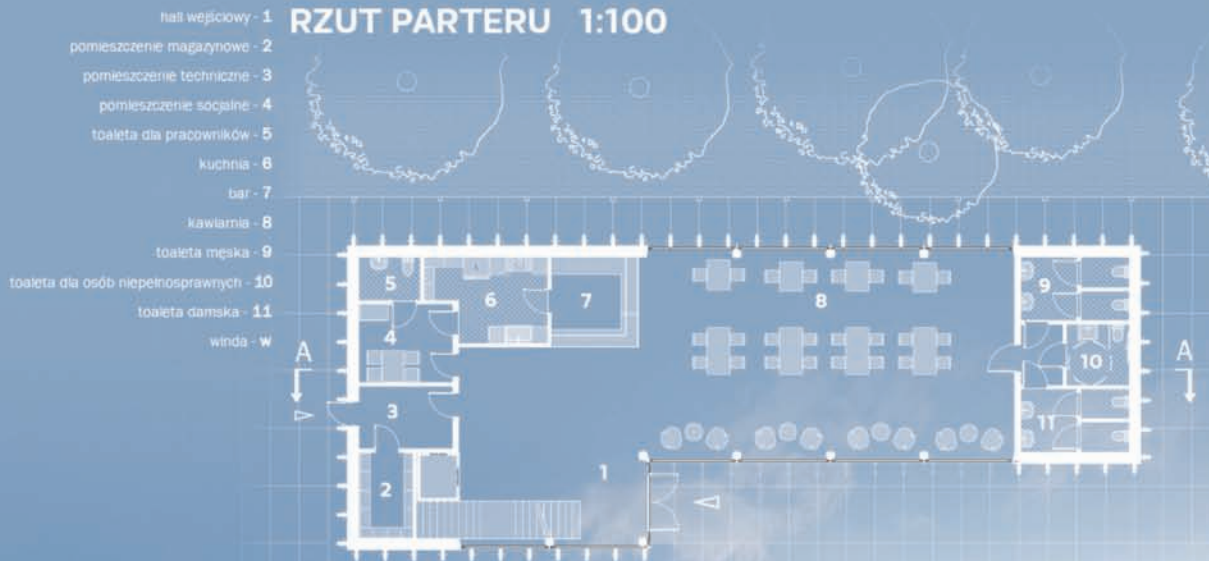 RZUT PARTERU 1:100
hall wejściowy - 1
pomieszczenie magazynowe - 2
pomieszczenie techniczne - 3
pomieszczenie socjalne - 4
toaleta dla pracowników - 5
kuchnia - 6
bar - 7
kawiarnia - 8
toaleta męska - 9
toaleta dla osób niepełnosprawnych - 10
toaleta damska - 11
winda - w
5
6
7
8
9
4
10
A
A
3
11
2
1